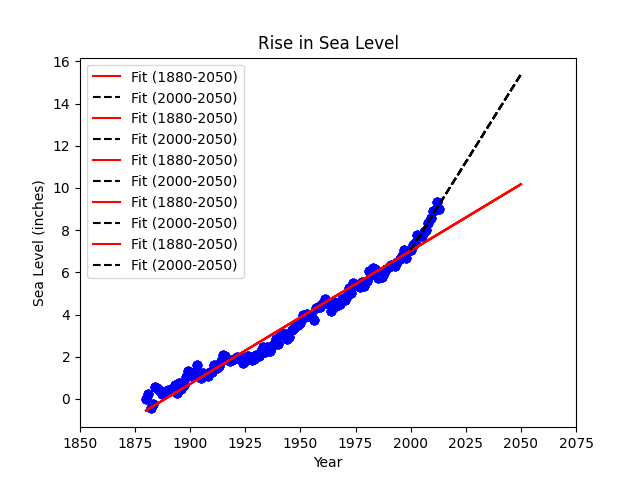 Rise in Sea Level
Fit (1880-2050)
Fit (2000-2050)
Fit (1880-2050)
Fit (2000-2050)
Fit (1880-2050)
Fit (2000-2050)
Fit (1880-2050)
Fit (2000-2050)
Fit (1880-2050)
Fit (2000-2050)
Sea Level (inches)
16
14
12
10
8
6
4
2
0
1850 1875 1900 1925 1950 1975 2000 2025 2050 2075
Year